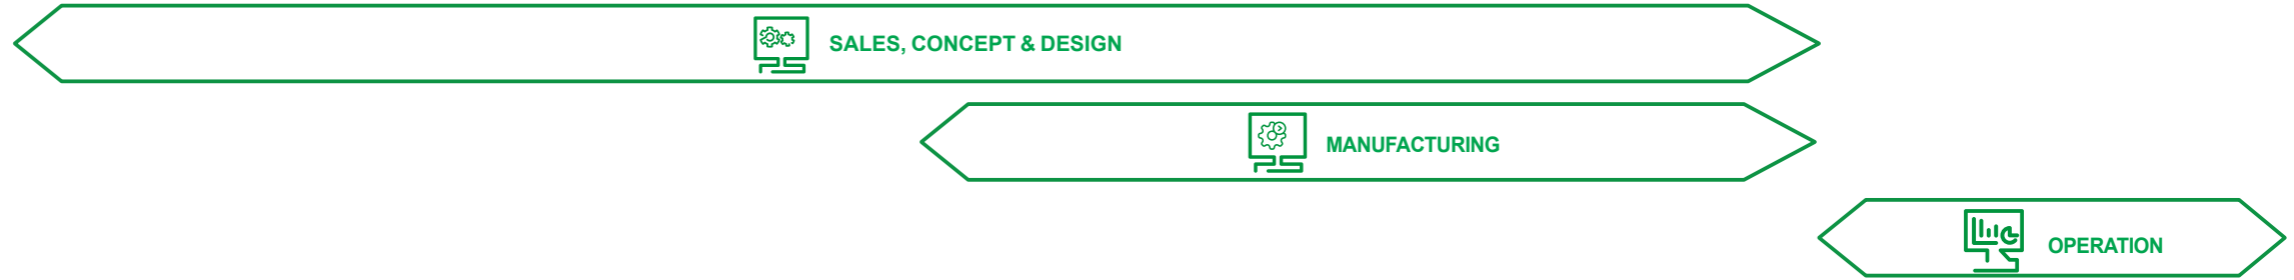 SALES, CONCEPT & DESIGN
MANUFACTURING
OPERATION